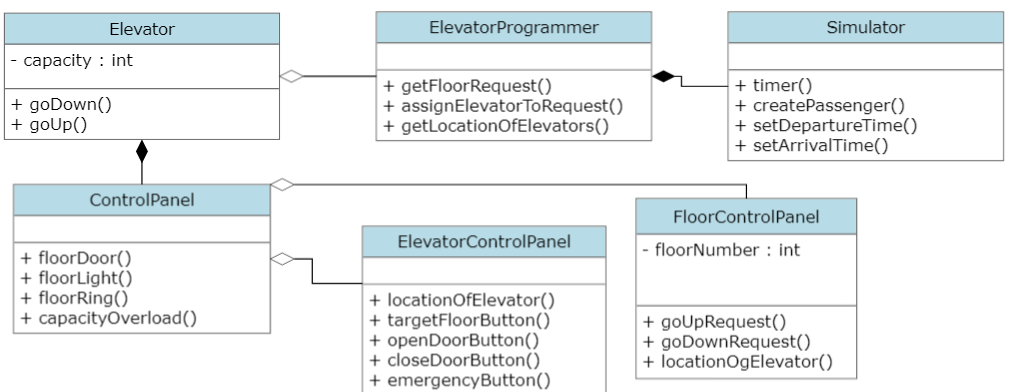 Elevator
- capacity : int
+ goDown()
+ goUp()
ElevatorProgrammer
+ getFloorRequest()
+ assignElevatorToRequest()
+ getLocationOfElevators()
Simulator
+ timer()
+ createPassenger()
+ setDepartureTime()
+ setArrivalTime()
ControlPanel
+ floorDoor()
+ floorLight()
+ floorRing()
+ capacityOverload()
ElevatorControlPanel
+ locationOfElevator()
+ targetFloorButton()
+ openDoorButton()
+ closeDoorButton()
+ emergencyButton()
FloorControlPanel
- floorNumber : int
+ goUpRequest()
+ goDownRequest()
+ locationOgElevator()